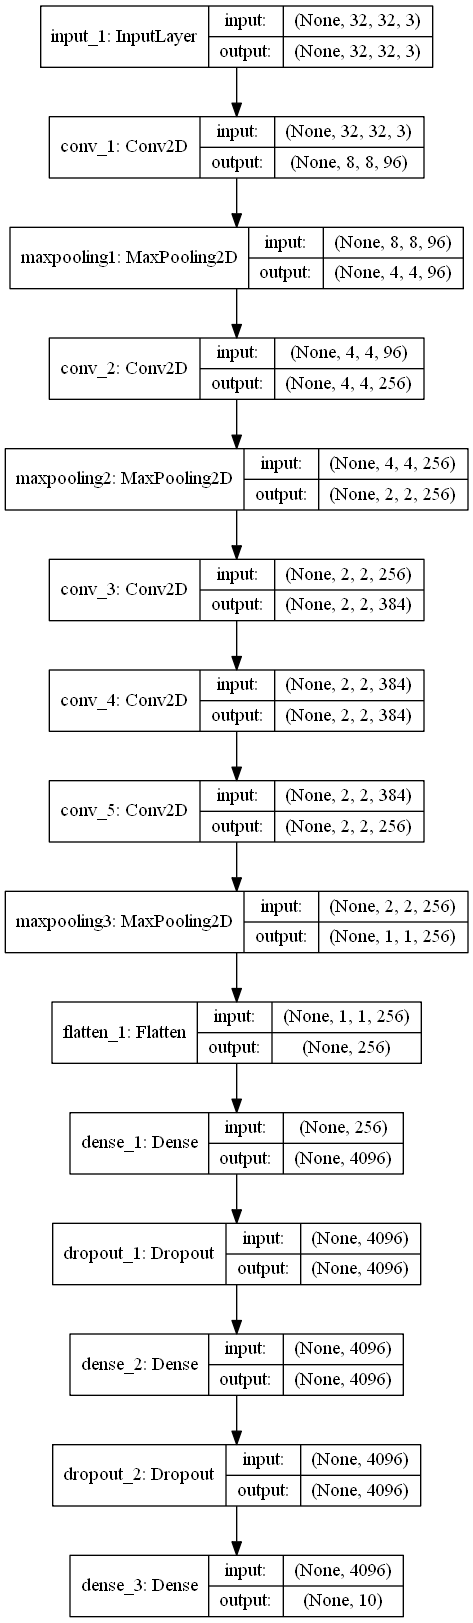 input_1: InputLayer
input: (None, 32, 32, 3)
output: (None, 32, 32, 3)
conv_1: Conv2D
input: (None, 32, 32, 3)
output: (None, 8, 8, 96)
maxpooling1: MaxPooling2D
input: (None, 8, 8, 96)
output: (None, 4, 4, 96)
conv_2: Conv2D
input: (None, 4, 4, 96)
output: (None, 4, 4, 256)
maxpooling2: MaxPooling2D
input: (None, 4, 4, 256)
output: (None, 2, 2, 256)
conv_3: Conv2D
input: (None, 2, 2, 256)
output: (None, 2, 2, 384)
conv_4: Conv2D
input: (None, 2, 2, 384)
output: (None, 2, 2, 384)
conv_5: Conv2D
input: (None, 2, 2, 384)
output: (None, 2, 2, 256)
maxpooling3: MaxPooling2D
input: (None, 2, 2, 256)
output: (None, 1, 1, 256)
flatten_1: Flatten
input: (None, 1, 1, 256)
output: (None, 256)
dense_1: Dense
input: (None, 256)
output: (None, 4096)
dropout_1: Dropout
input: (None, 4096)
output: (None, 4096)
dense_2: Dense
input: (None, 4096)
output: (None, 4096)
dropout_2: Dropout
input: (None, 4096)
output: (None, 4096)
dense_3: Dense
input: (None, 4096)
output: (None, 10)